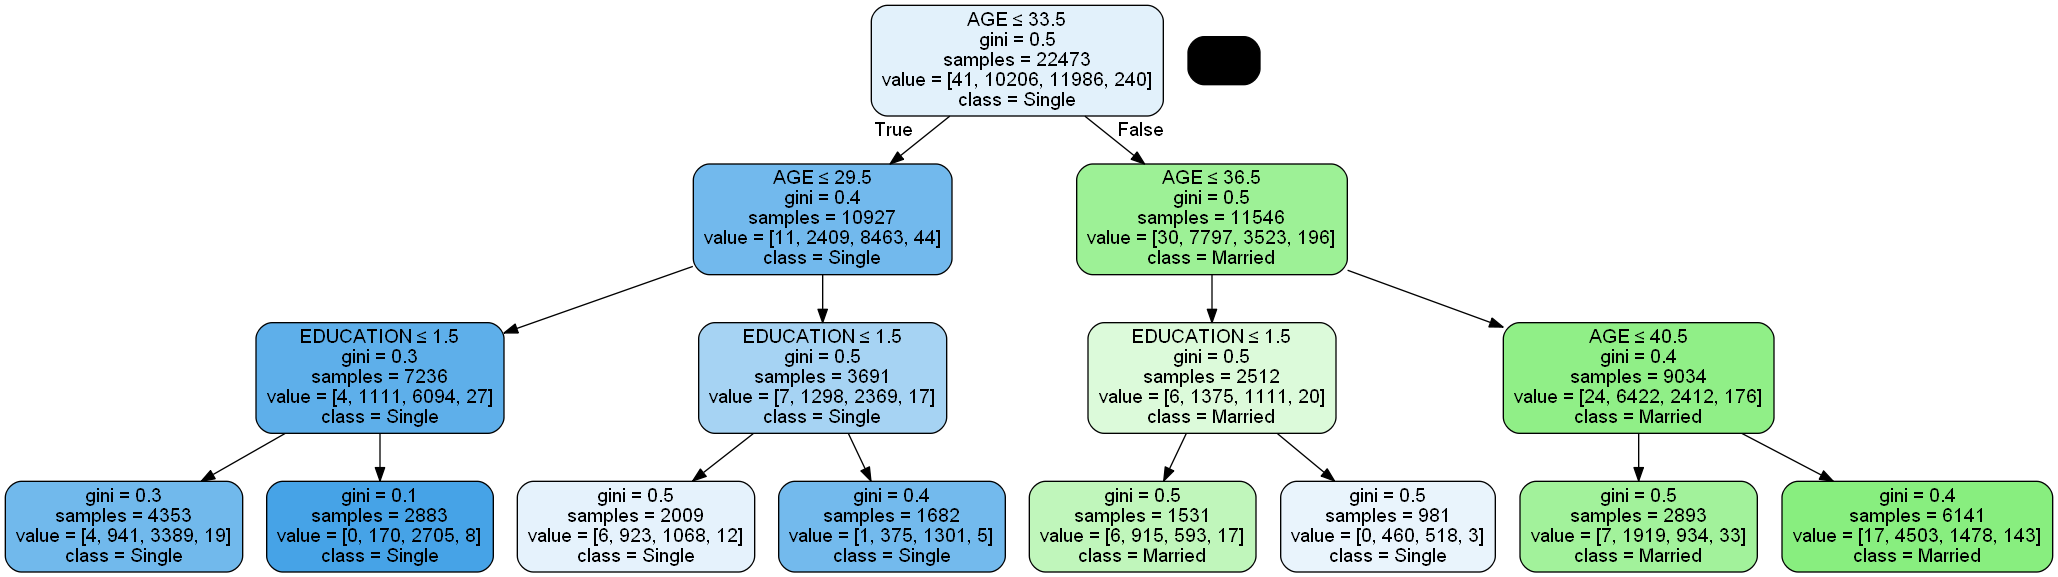 AGE ≤ 33.5
gini = 0.5
samples = 22473
value = [41, 10206, 11986, 240]
class = Single
True
False
AGE ≤ 29.5
gini = 0.4
samples = 10927
value = [11, 2409, 8463, 44]
class = Single
AGE ≤ 36.5
gini = 0.5
samples = 11546
value = [30, 7797, 3523, 196]
class = Married
EDUCATION ≤ 1.5
gini = 0.3
samples = 7236
value = [4, 1111, 6094, 27]
class = Single
EDUCATION ≤ 1.5
gini = 0.5
samples = 3691
value = [7, 1298, 2369, 17]
class = Single
EDUCATION ≤ 1.5
gini = 0.5
samples = 2512
value = [6, 1375, 1111, 20]
class = Married
AGE ≤ 40.5
gini = 0.4
samples = 9034
value = [24, 6422, 2412, 176]
class = Married
gini = 0.3
samples = 4353
value = [4, 941, 3389, 19]
class = Single
gini = 0.1
samples = 2883
value = [0, 170, 2705, 8]
class = Single
gini = 0.5
samples = 2009
value = [6, 923, 1068, 12]
class = Single
gini = 0.4
samples = 1682
value = [1, 375, 1301, 5]
class = Single
gini = 0.5
samples = 1531
value = [6, 915, 593, 17]
class = Married
gini = 0.5
samples = 981
value = [0, 460, 518, 3]
class = Single
gini = 0.5
samples = 2893
value = [7, 1919, 934, 33]
class = Married
gini = 0.4
samples = 6141
value = [17, 4503, 1478, 143]
class = Married